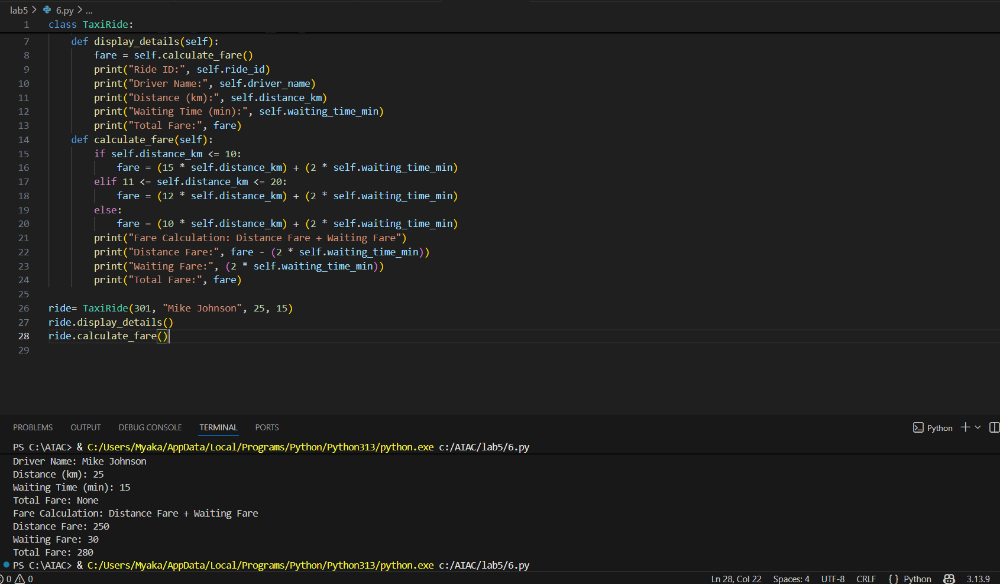 lab5 > 6.py > ...
1 class TaxiRide:
7 def display_details(self):
8 fare = self.calculate_fare()
9 print("Ride ID:", self.ride_id)
10 print("Driver Name:", self.driver_name)
11 print("Distance (km):", self.distance_km)
12 print("Waiting Time (min):", self.waiting_time_min)
13 print("Total Fare:", fare)
14 def calculate_fare(self):
15 if self.distance_km <= 10:
16 fare = (15 * self.distance_km) + (2 * self.waiting_time_min)
17 elif 11 <= self.distance_km <= 20:
18 fare = (12 * self.distance_km) + (2 * self.waiting_time_min)
19 else:
20 fare = (10 * self.distance_km) + (2 * self.waiting_time_min)
21 print("Fare Calculation: Distance Fare + Waiting Fare")
22 print("Distance Fare:", fare - (2 * self.waiting_time_min))
23 print("Waiting Fare:", (2 * self.waiting_time_min))
24 print("Total Fare:", fare)
25
26 ride= TaxiRide(301, "Mike Johnson", 25, 15)
27 ride.display_details()
28 ride.calculate_fare()
29
PROBLEMS OUTPUT DEBUG CONSOLE TERMINAL PORTS Python
PS C:\AIAC> & C:/Users/Myaka/AppData/Local/Programs/Python/Python313/python.exe c:/AIAC/lab5/6.py
Driver Name: Mike Johnson
Distance (km): 25
Waiting Time (min): 15
Total Fare: None
Fare Calculation: Distance Fare + Waiting Fare
Distance Fare: 250
Waiting Fare: 30
Total Fare: 280
PS C:\AIAC> & C:/Users/Myaka/AppData/Local/Programs/Python/Python313/python.exe c:/AIAC/lab5/6.py
0 0 Ln 28, Col 22 Spaces: 4 UTF-8 CRLF {} Python 3.13.9